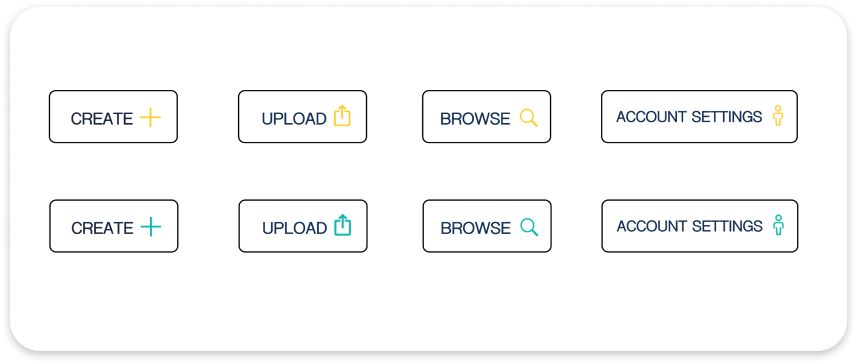 CREATE
UPLOAD
BROWSE
ACCOUNT SETTINGS
CREATE
UPLOAD
BROWSE
ACCOUNT SETTINGS